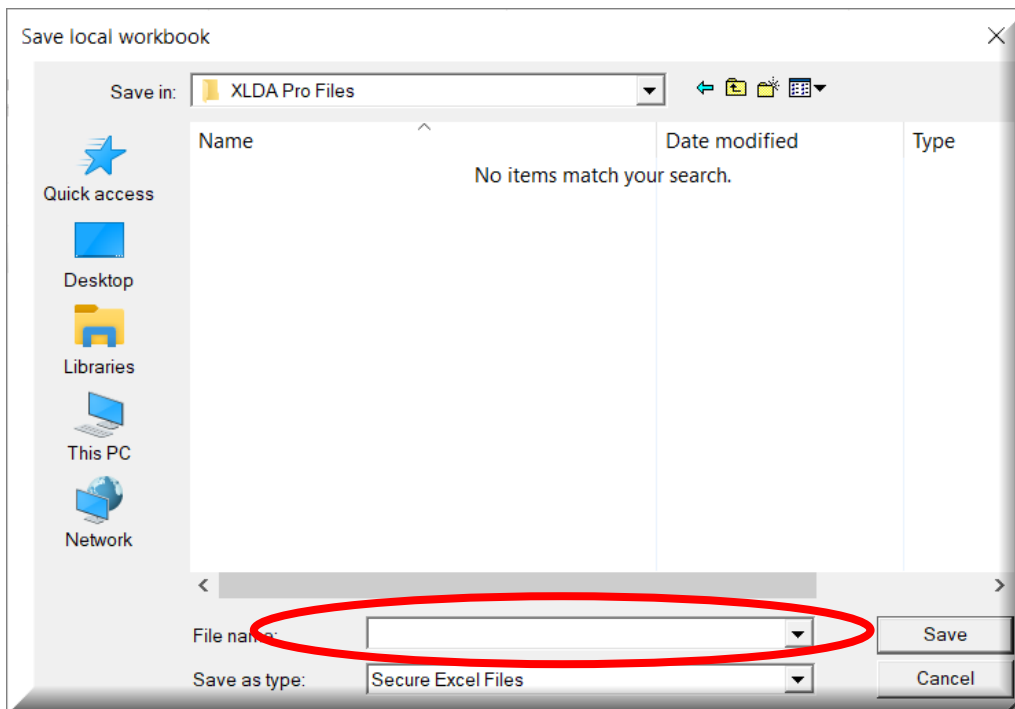 Save local workbook
Save in: XLDA Pro Files
Name Date modified Type
No items match your search.
Quick access
Desktop
Libraries
This PC
Network
File name: Save
Save as type: Secure Excel Files Cancel